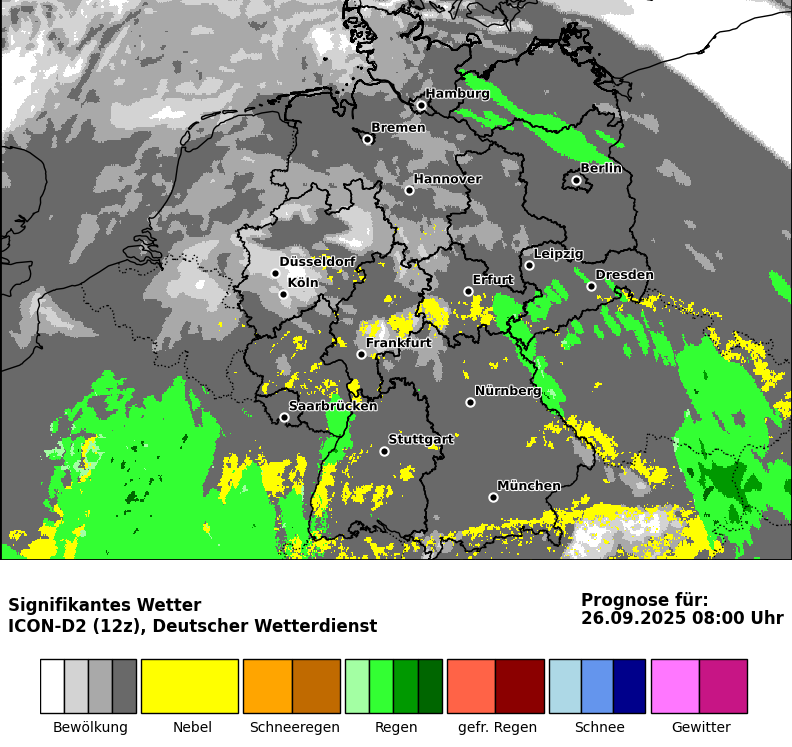 Hamburg
Bremen
Berlin
Hannover
Leipzig
Düsseldorf
Dresden
Köln
Erfurt
Frankfurt
Nürnberg
Saarbrücken
Stuttgart
München
Signifikantes Wetter
ICON-D2 (12z), Deutscher Wetterdienst
Prognose für:
26.09.2025 08:00 Uhr
Bewölkung Nebel Schneeregen Regen gefr. Regen Schnee Gewitter